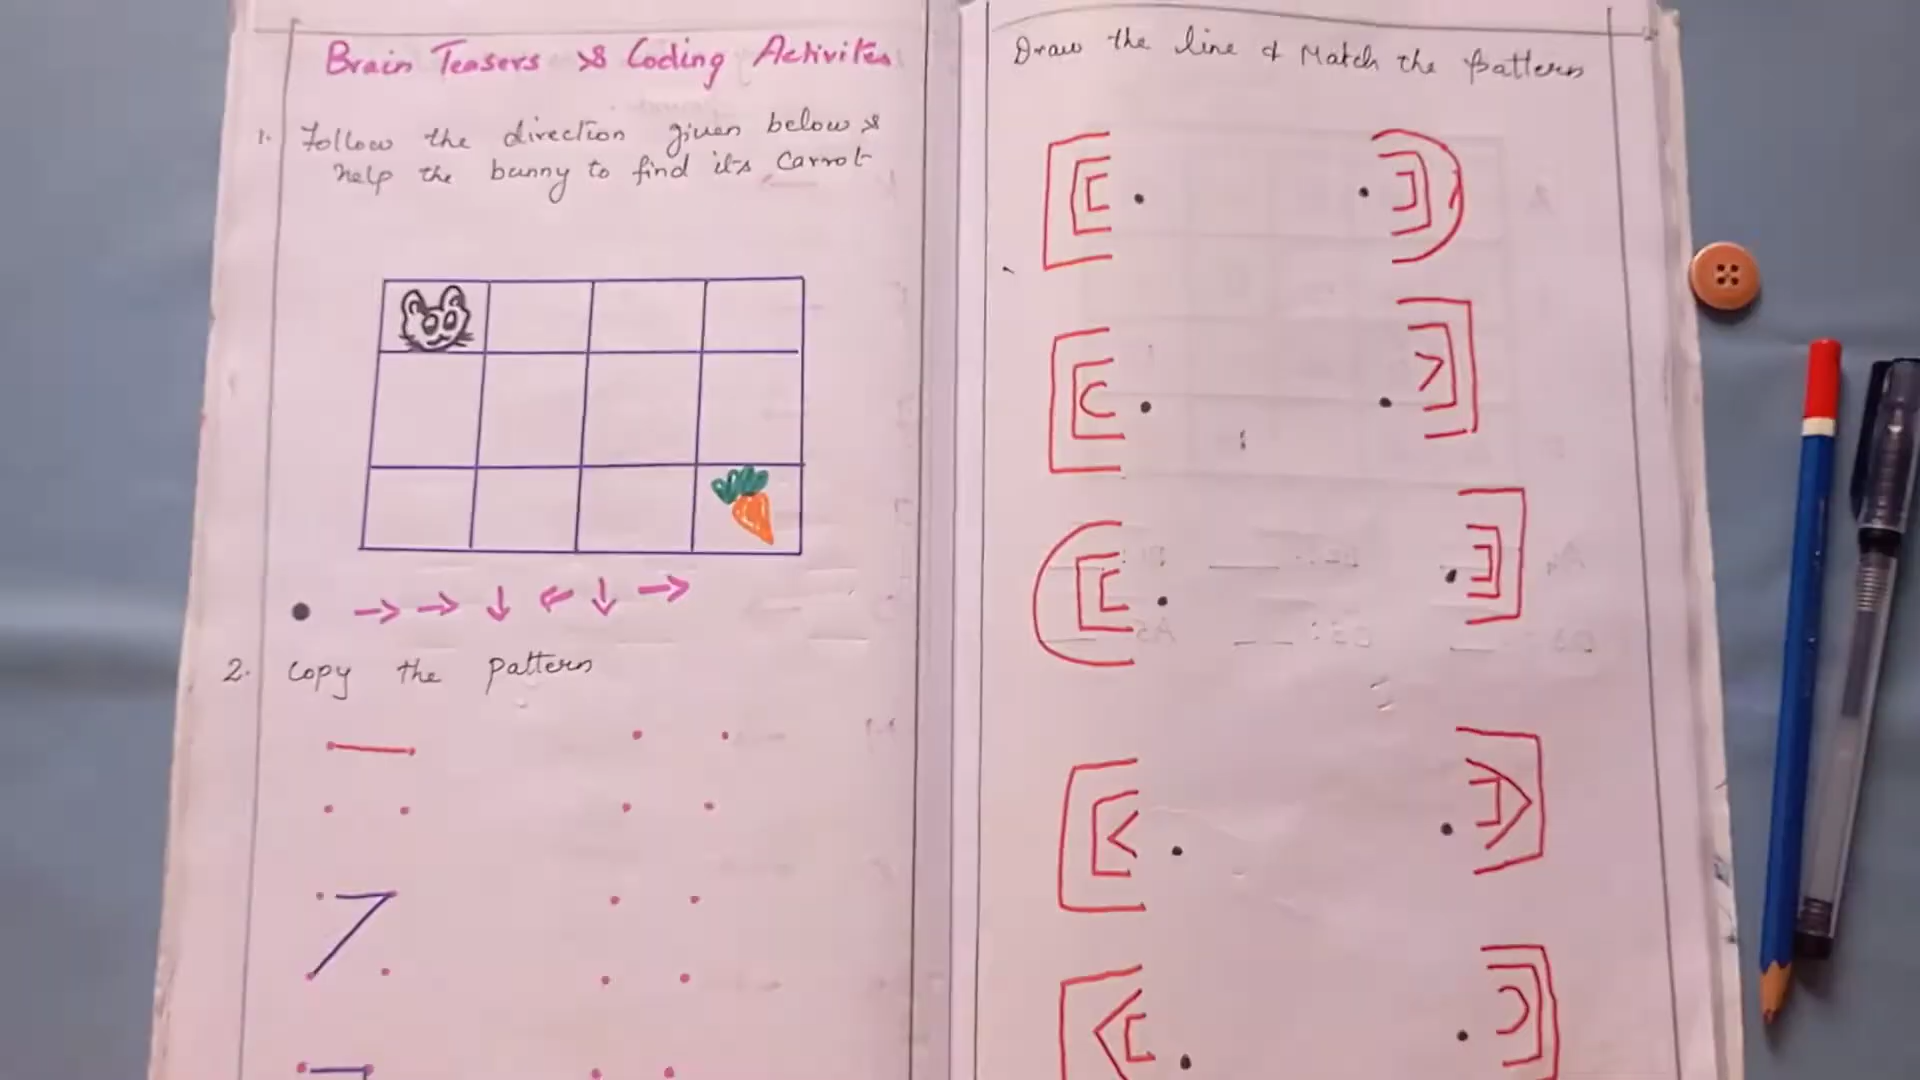 Brain Teasers & Coding Activites
1. Follow the direction given below &
help the bunny to find it's Carrot
→ → ↓ ← ↓ →
2. Copy the pattern
Draw the line & Match the pattern